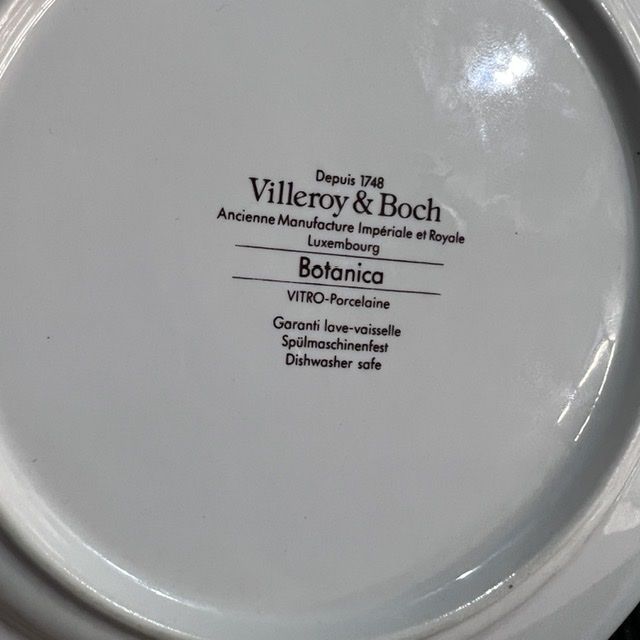 Depuis 1748
Villeroy & Boch
Ancienne Manufacture Impériale et Royale
Luxembourg
Botanica
VITRO-Porcelaine
Garanti lave-vaisselle
Spülmaschinenfest
Dishwasher safe